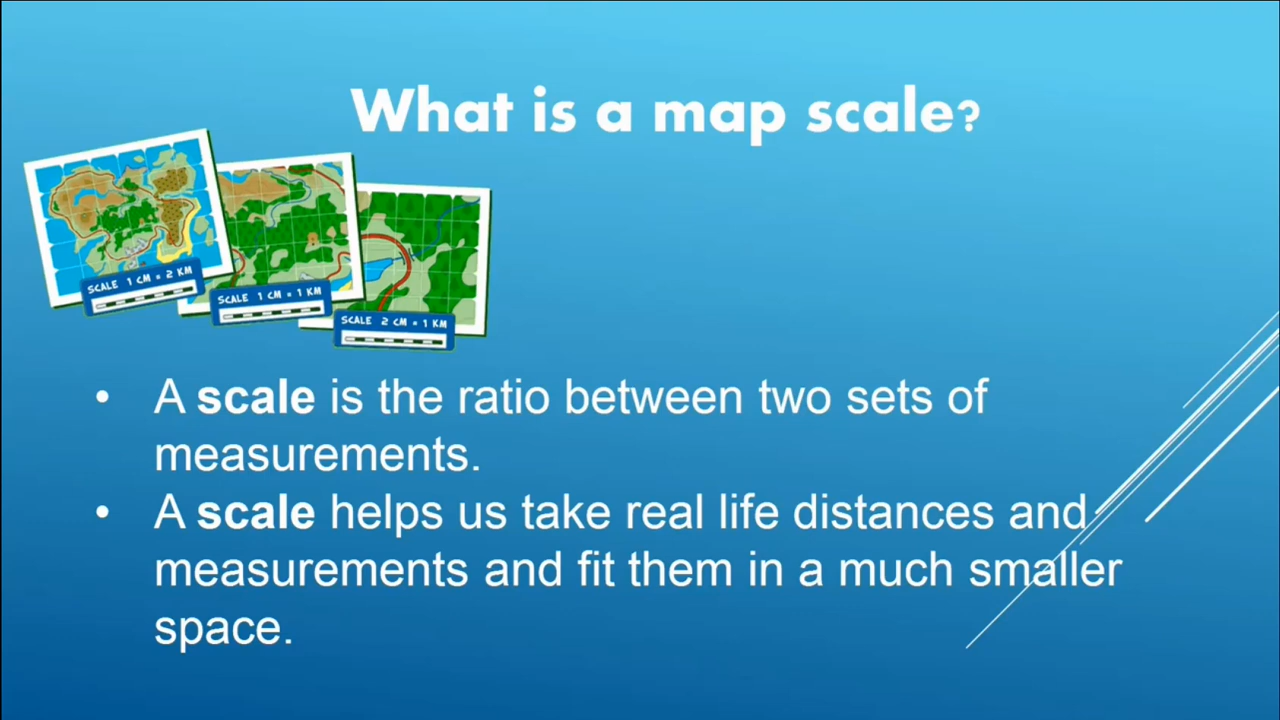 What is a map scale?
SCALE 1 CM = 2 KM
SCALE 1 CM = 1 KM
SCALE 2 CM = 1 KM
• A scale is the ratio between two sets of
measurements.
• A scale helps us take real life distances and
measurements and fit them in a much smaller
space.